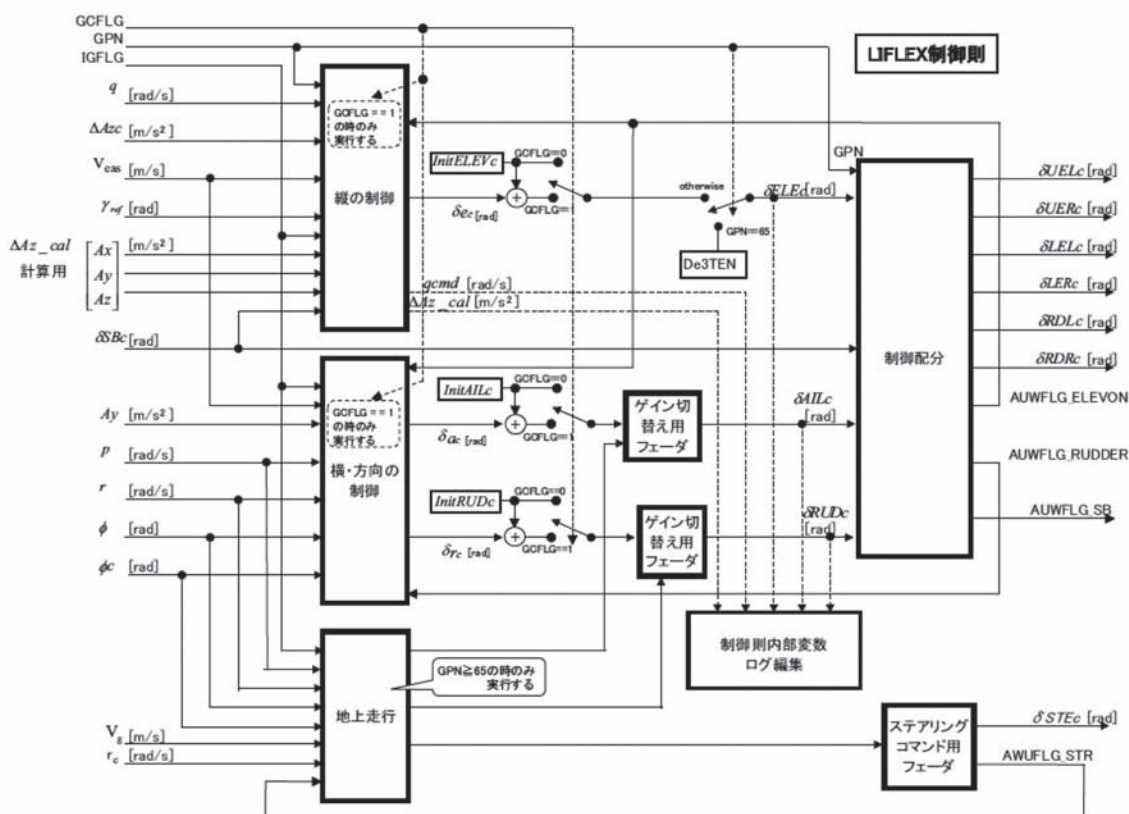 GCFLG
GPN
IGFLG
LIFLEX制御則
q [rad/s]
ΔAzc [m/s²]
Veas [m/s]
γref [rad]
ΔAz_cal
計算用
Ax
Ay
Az
[m/s²]
δSBc [rad]
GCFLG == 1
の時のみ
実行する
縦の制御
InitELEVc
GCFLG==0
GCFLG=
δec [rad]
otherwise
δELEc [rad]
GPN==65
De3TEN
qcmd [rad/s]
ΔAz_cal [m/s²]
GPN
制御配分
δUELc [rad]
δUERc [rad]
δLELc [rad]
δLERc [rad]
δRDLc [rad]
δRDRc [rad]
AUWFLG_ELEVON
AUWFLG_RUDDER
AUWFLG_SB
Ay [m/s²]
p [rad/s]
r [rad/s]
ϕ [rad]
ϕc [rad]
GCFLG == 1
の時のみ
実行する
横・方向の
制御
InitAILc
GCFLG==0
GCFLG==1
δac [rad]
ゲイン切
替え用
フェーダ
δAILc
[rad]
InitRUDc
GCFLG==0
GCFLG==1
δrc [rad]
ゲイン切
替え用
フェーダ
δRUDc
[rad]
制御則内部変数
ログ編集
GPN≧65の時のみ
実行する
地上走行
Vg [m/s]
rc [rad/s]
ステアリング
コマンド用
フェーダ
δSTEc [rad]
AWUFLG_STR